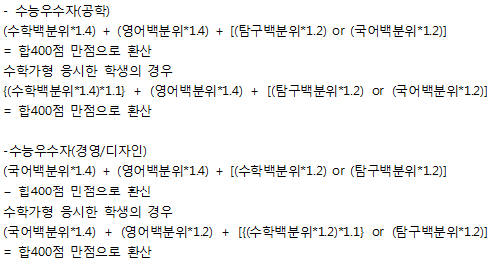 - 수능우수자(공학)
(수학백분위*1.4) + (영어백분위*1.4) + [(탐구백분위*1.2) or (국어백분위*1.2)]
= 합400점 만점으로 환산
수학가형 응시한 학생의 경우
{(수학백분위*1.4)*1.1} + (영어백분위*1.4) + [(탐구백분위*1.2) or (국어백분위*1.2)]
= 합400점 만점으로 환산
-수능우수자(경영/디자인)
(국어백분위*1.4) + (영어백분위*1.4) + [(수학백분위*1.2) or (탐구백분위*1.2)]
= 합400점 만점으로 환산
수학가형 응시한 학생의 경우
(국어백분위*1.4) + (영어백분위*1.2) + [{(수학백분위*1.2)*1.1} or (탐구백분위*1.2)]
= 합400점 만점으로 환산